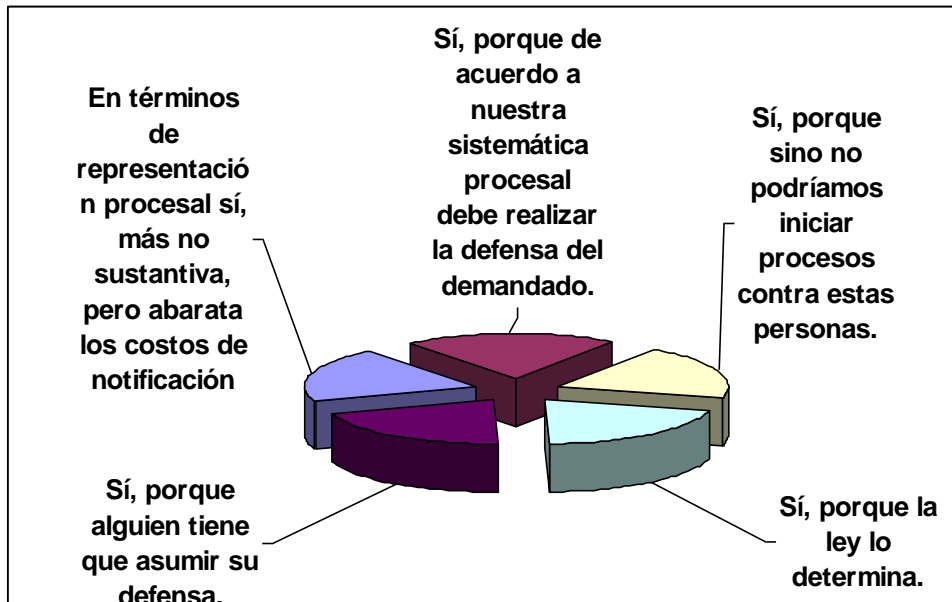 En términos
de
representació
n procesal sí,
más no
sustantiva,
pero abarata
los costos de
notificación
Sí, porque de
acuerdo a
nuestra
sistemática
procesal
debe realizar
la defensa del
demandado.
Sí, porque
sino no
podríamos
iniciar
procesos
contra estas
personas.
Sí, porque
alguien tiene
que asumir su
defensa.
Sí, porque la
ley lo
determina.